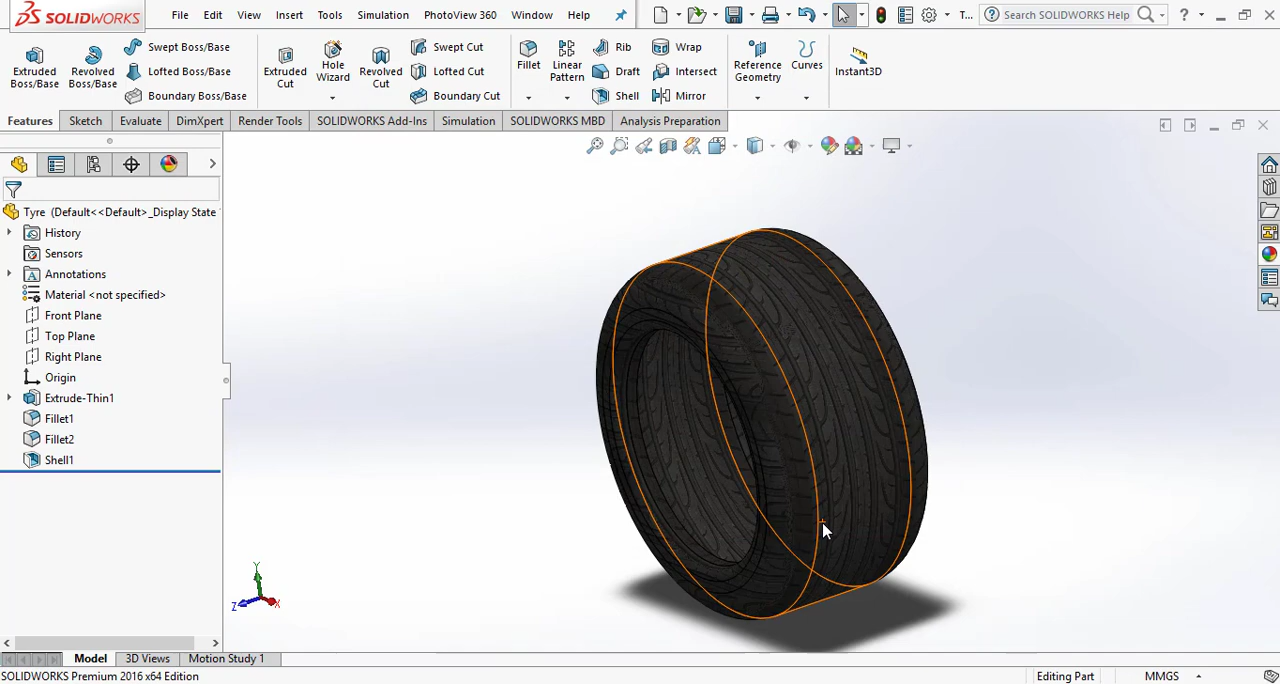 SOLIDWORKS File Edit View Insert Tools Simulation PhotoView 360 Window Help T... Search SOLIDWORKS Help ?
Extruded Boss/Base
Revolved Boss/Base
Swept Boss/Base
Lofted Boss/Base
Boundary Boss/Base
Extruded Cut
Hole Wizard
Revolved Cut
Swept Cut
Lofted Cut
Boundary Cut
Fillet
Linear Pattern
Rib
Draft
Shell
Wrap
Intersect
Mirror
Reference Geometry
Curves
Instant3D
Features Sketch Evaluate DimXpert Render Tools SOLIDWORKS Add-Ins Simulation SOLIDWORKS MBD Analysis Preparation
Tyre (Default<<Default>_Display State
History
Sensors
Annotations
Material <not specified>
Front Plane
Top Plane
Right Plane
Origin
Extrude-Thin1
Fillet1
Fillet2
Shell1
Y
Z X
Model 3D Views Motion Study 1
SOLIDWORKS Premium 2016 x64 Edition Editing Part MMGS